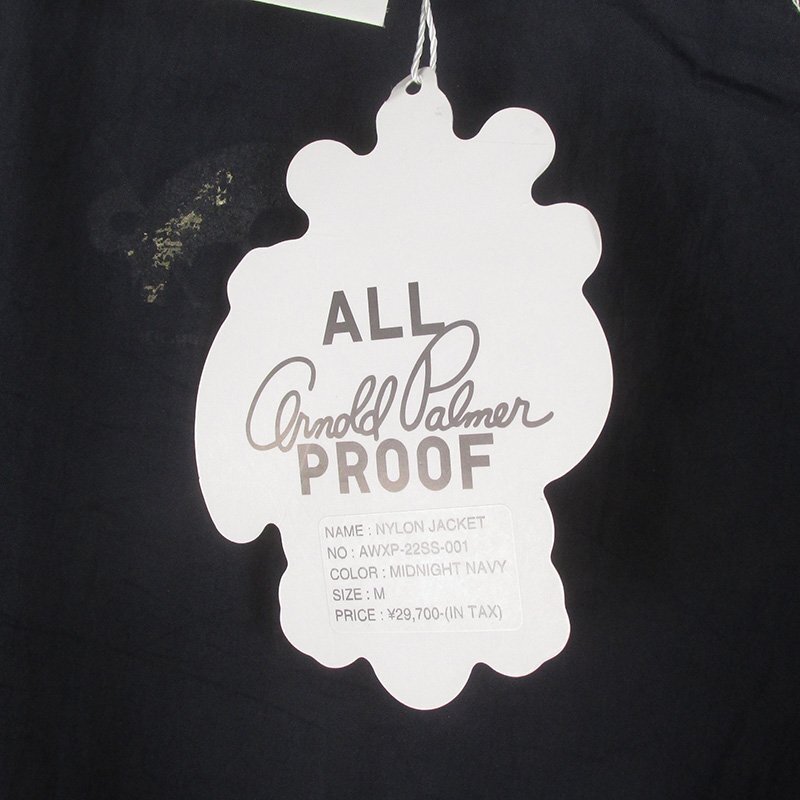 ALL
Arnold Palmer
PROOF
NAME : NYLON JACKET
NO : AWXP-22SS-001
COLOR : MIDNIGHT NAVY
SIZE : M
PRICE : ¥29,700-(IN TAX)